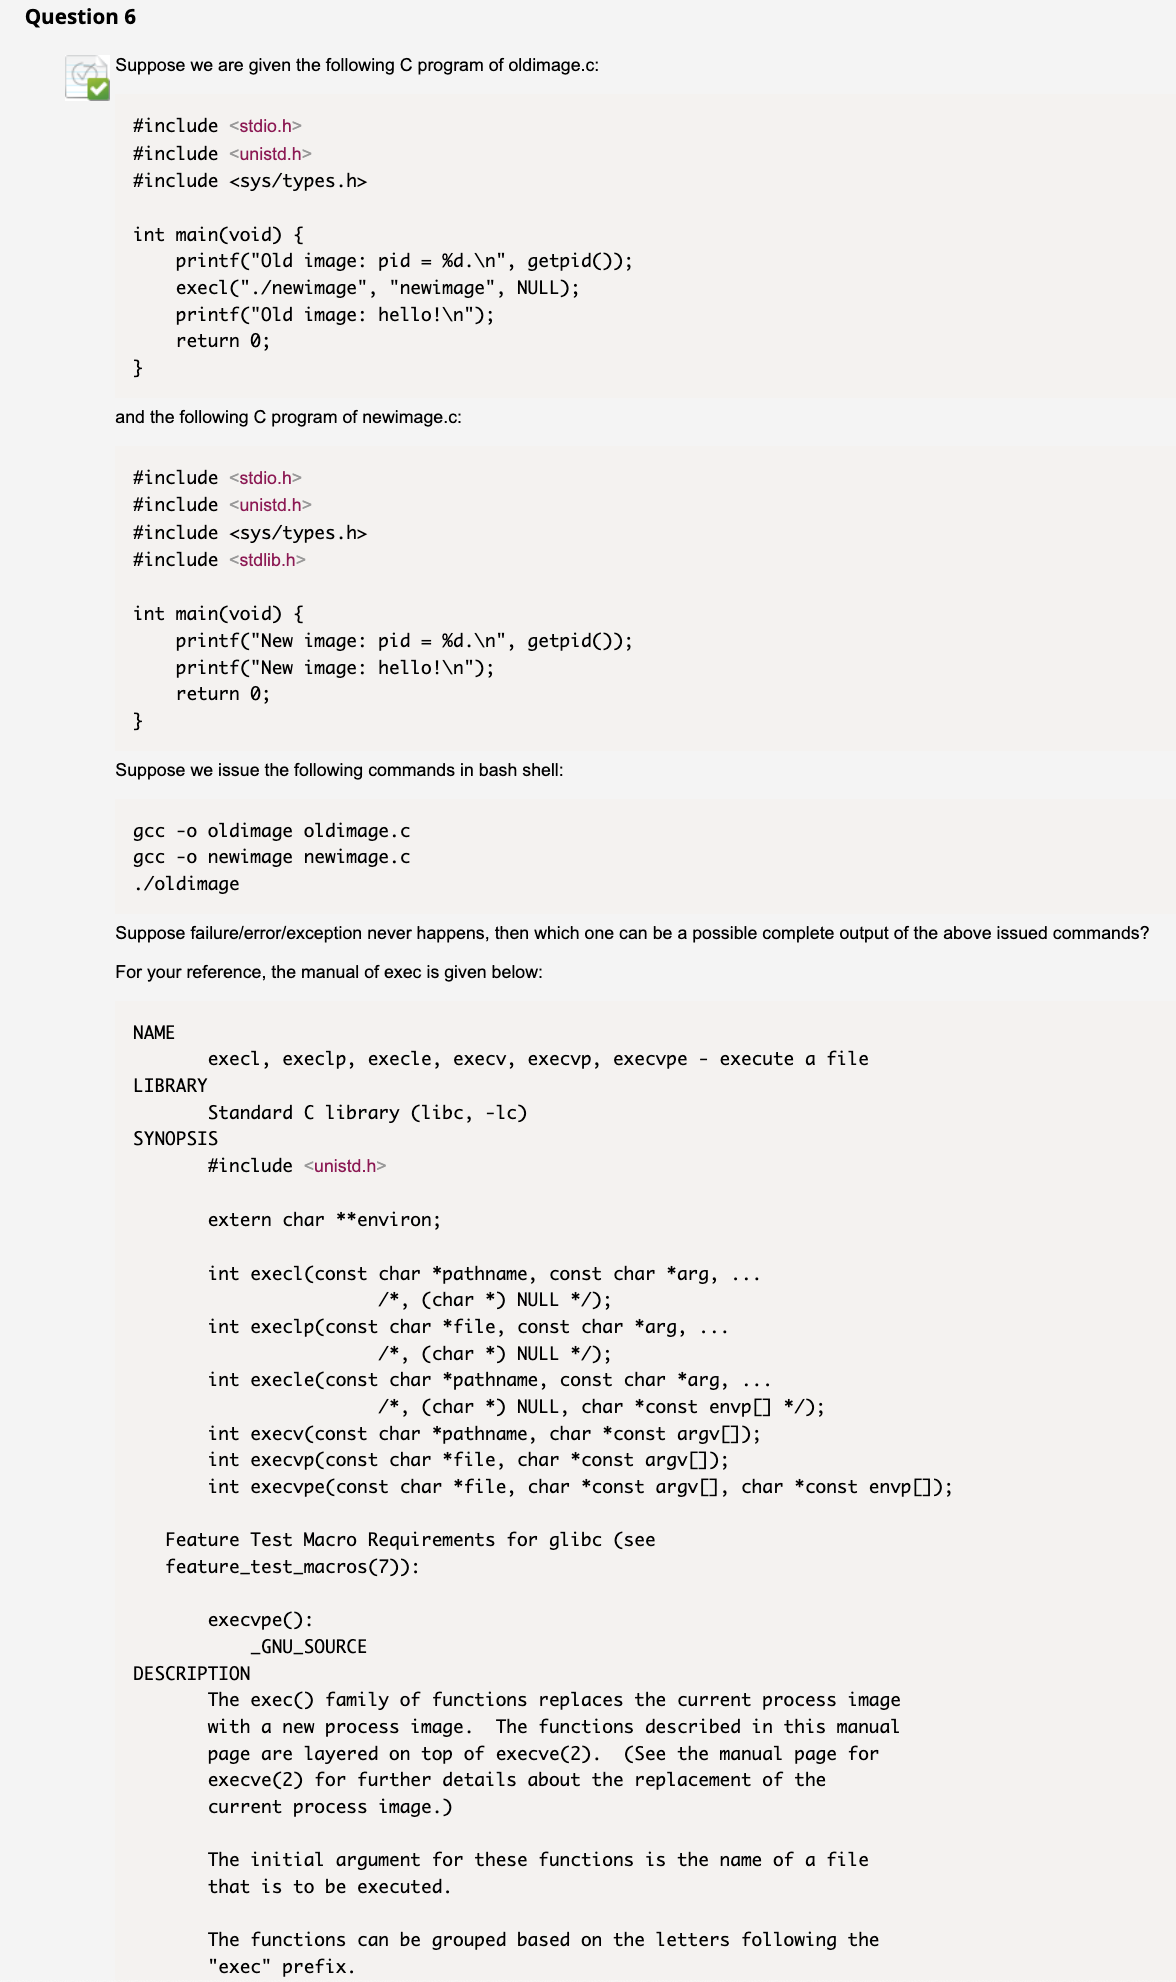 Question 6
Suppose we are given the following C program of oldimage.c:
#include <stdio.h>
#include <unistd.h>
#include <sys/types.h>
int main(void) {
printf("Old image: pid = %d.\n", getpid());
execl("./newimage", "newimage", NULL);
printf("Old image: hello!\n");
return 0;
}
and the following C program of newimage.c:
#include <stdio.h>
#include <unistd.h>
#include <sys/types.h>
#include <stdlib.h>
int main(void) {
printf("New image: pid = %d.\n", getpid());
printf("New image: hello!\n");
return 0;
}
Suppose we issue the following commands in bash shell:
gcc -o oldimage oldimage.c
gcc -o newimage newimage.c
./oldimage
Suppose failure/error/exception never happens, then which one can be a possible complete output of the above issued commands?
For your reference, the manual of exec is given below:
NAME
execl, execlp, execle, execv, execvp, execvpe - execute a file
LIBRARY
Standard C library (libc, -lc)
SYNOPSIS
#include <unistd.h>
extern char **environ;
int execl(const char *pathname, const char *arg, ...
/*, (char *) NULL */);
int execlp(const char *file, const char *arg, ...
/*, (char *) NULL */);
int execle(const char *pathname, const char *arg, ...
/*, (char *) NULL, char *const envp[] */);
int execv(const char *pathname, char *const argv[]);
int execvp(const char *file, char *const argv[]);
int execvpe(const char *file, char *const argv[], char *const envp[]);
Feature Test Macro Requirements for glibc (see
feature_test_macros(7)):
execvpe():
_GNU_SOURCE
DESCRIPTION
The exec() family of functions replaces the current process image
with a new process image.  The functions described in this manual
page are layered on top of execve(2).  (See the manual page for
execve(2) for further details about the replacement of the
current process image.)
The initial argument for these functions is the name of a file
that is to be executed.
The functions can be grouped based on the letters following the
"exec" prefix.